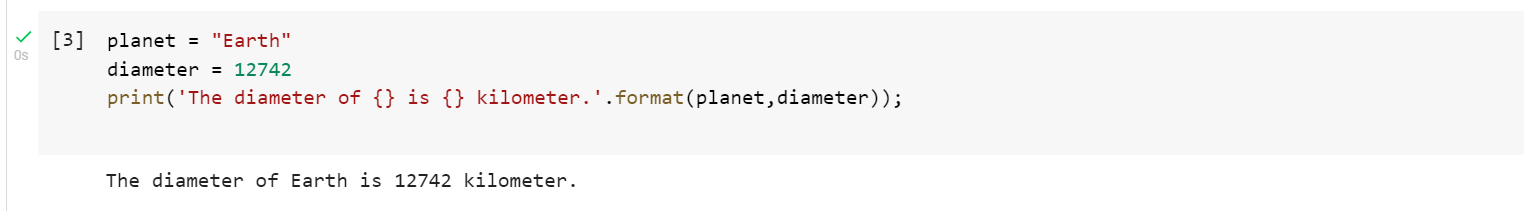 [3] planet = "Earth"
0s
diameter = 12742
print('The diameter of {} is {} kilometer.'.format(planet,diameter));
The diameter of Earth is 12742 kilometer.